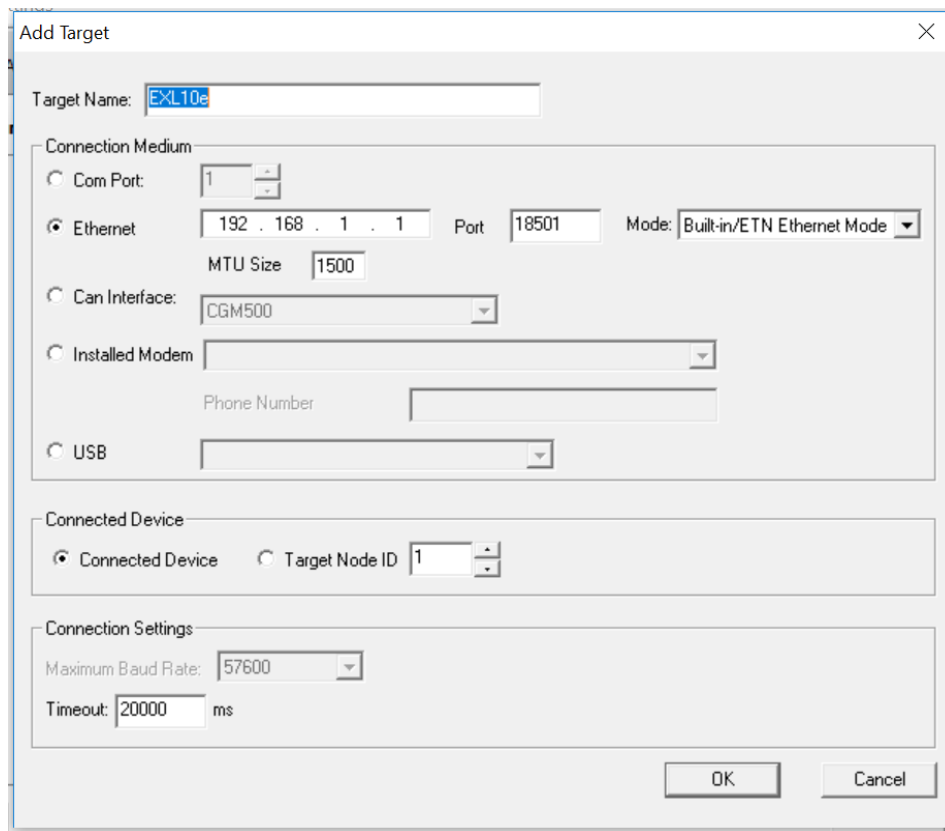 Add Target
Target Name: EXL10e
Connection Medium
Com Port: 1
Ethernet 192 . 168 . 1 . 1 Port 18501 Mode: Built-in/ETN Ethernet Mode
MTU Size 1500
Can Interface: CGM500
Installed Modem
Phone Number
USB
Connected Device
Connected Device Target Node ID 1
Connection Settings
Maximum Baud Rate: 57600
Timeout: 20000 ms
OK Cancel